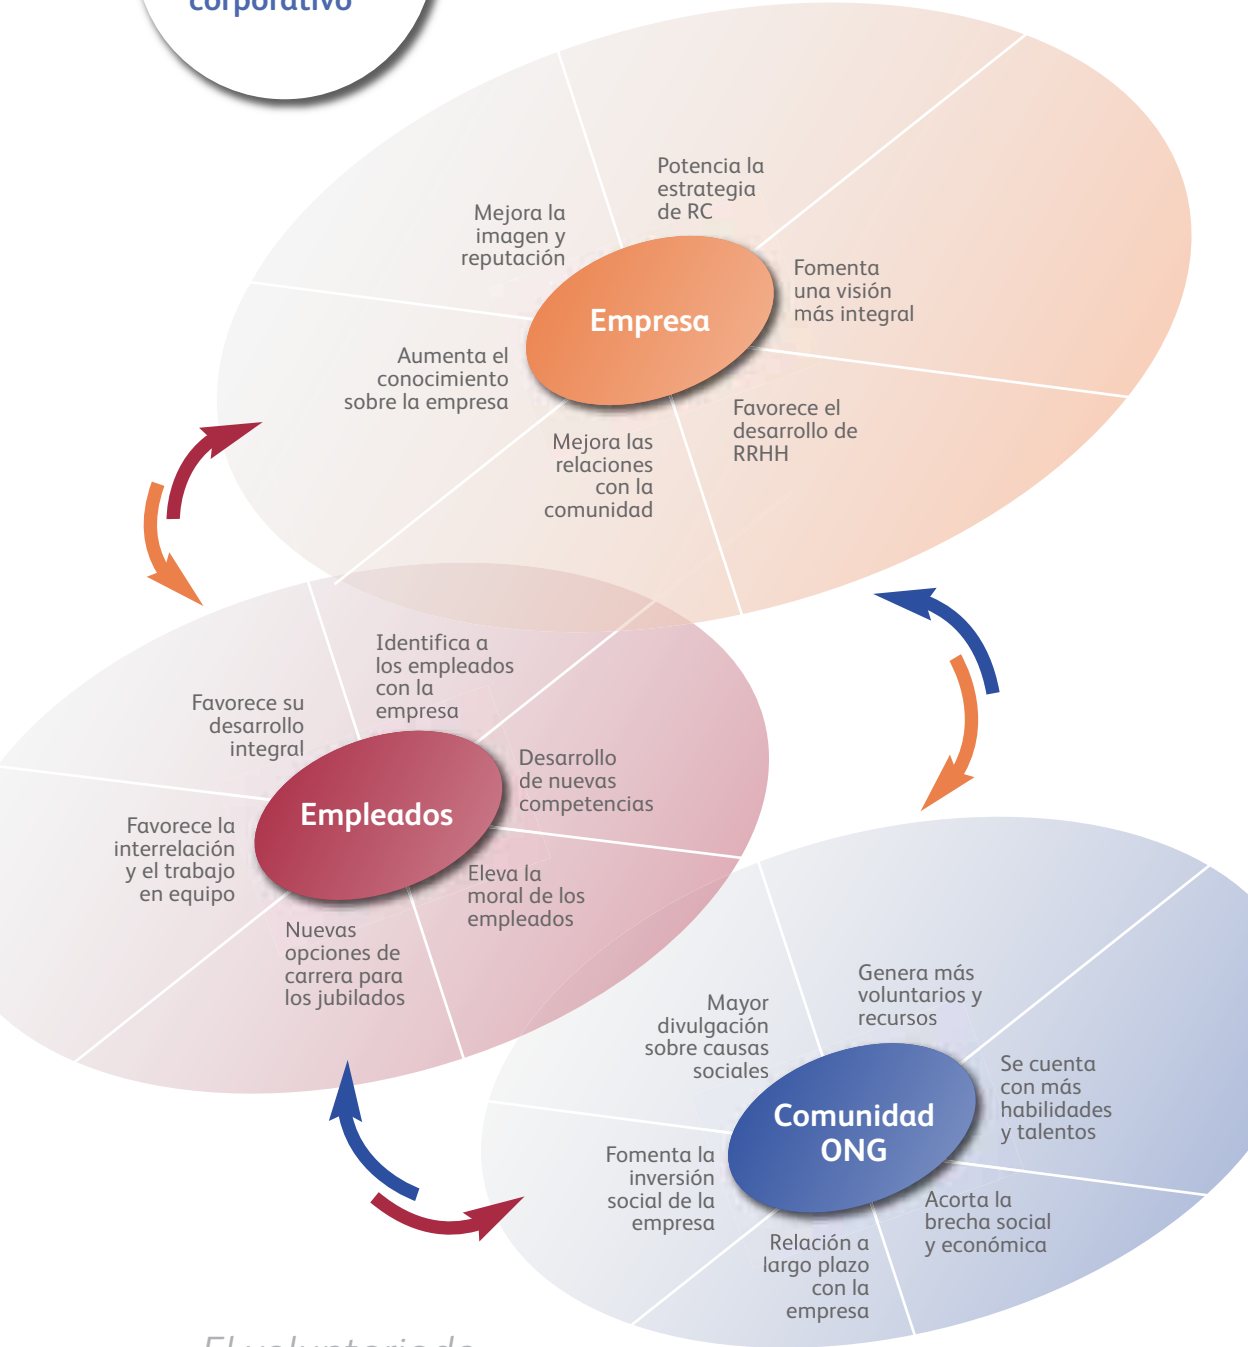 corporativo
Potencia la
estrategia
de RC
Mejora la
imagen y
reputación
Fomenta
una visión
más integral
Empresa
Aumenta el
conocimiento
sobre la empresa
Favorece el
desarrollo de
RRHH
Mejora las
relaciones
con la
comunidad
Identifica a
los empleados
con la
empresa
Favorece su
desarrollo
integral
Desarrollo
de nuevas
competencias
Empleados
Favorece la
interrelación
y el trabajo
en equipo
Eleva la
moral de los
empleados
Nuevas
opciones de
carrera para
los jubilados
Genera más
voluntarios y
recursos
Mayor
divulgación
sobre causas
sociales
Se cuenta
con más
habilidades
y talentos
Comunidad
ONG
Fomenta la
inversión
social de la
empresa
Acorta la
brecha social
y económica
Relación a
largo plazo
con la
empresa
El voluntariado